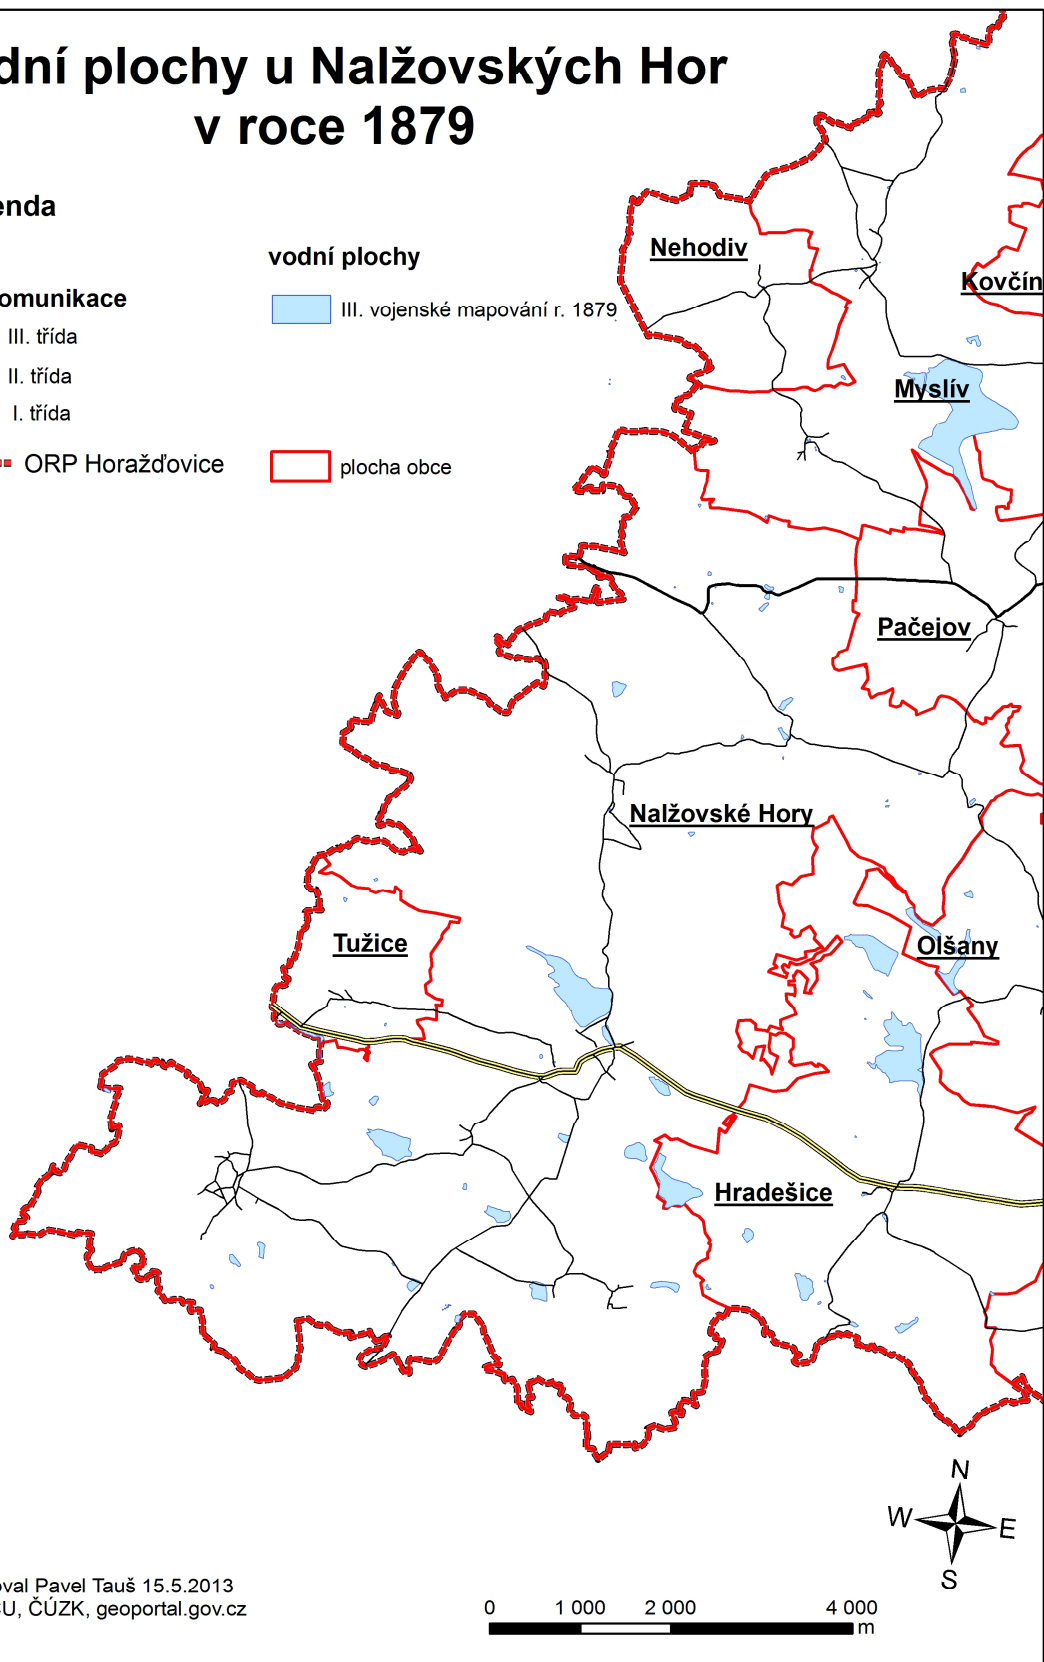 dní plochy u Nalžovských Hor
v roce 1879
enda
vodní plochy
omunikace
III. vojenské mapování r. 1879
III. třída
II. třída
I. třída
ORP Horažďovice
plocha obce
Nehodiv
Kovčín
Myslív
Pačejov
Nalžovské Hory
Tužice
Olšany
Hradešice
N
W
E
S
oval Pavel Tauš 15.5.2013
U, ČÚZK, geoportal.gov.cz
0 1 000 2 000 4 000
m